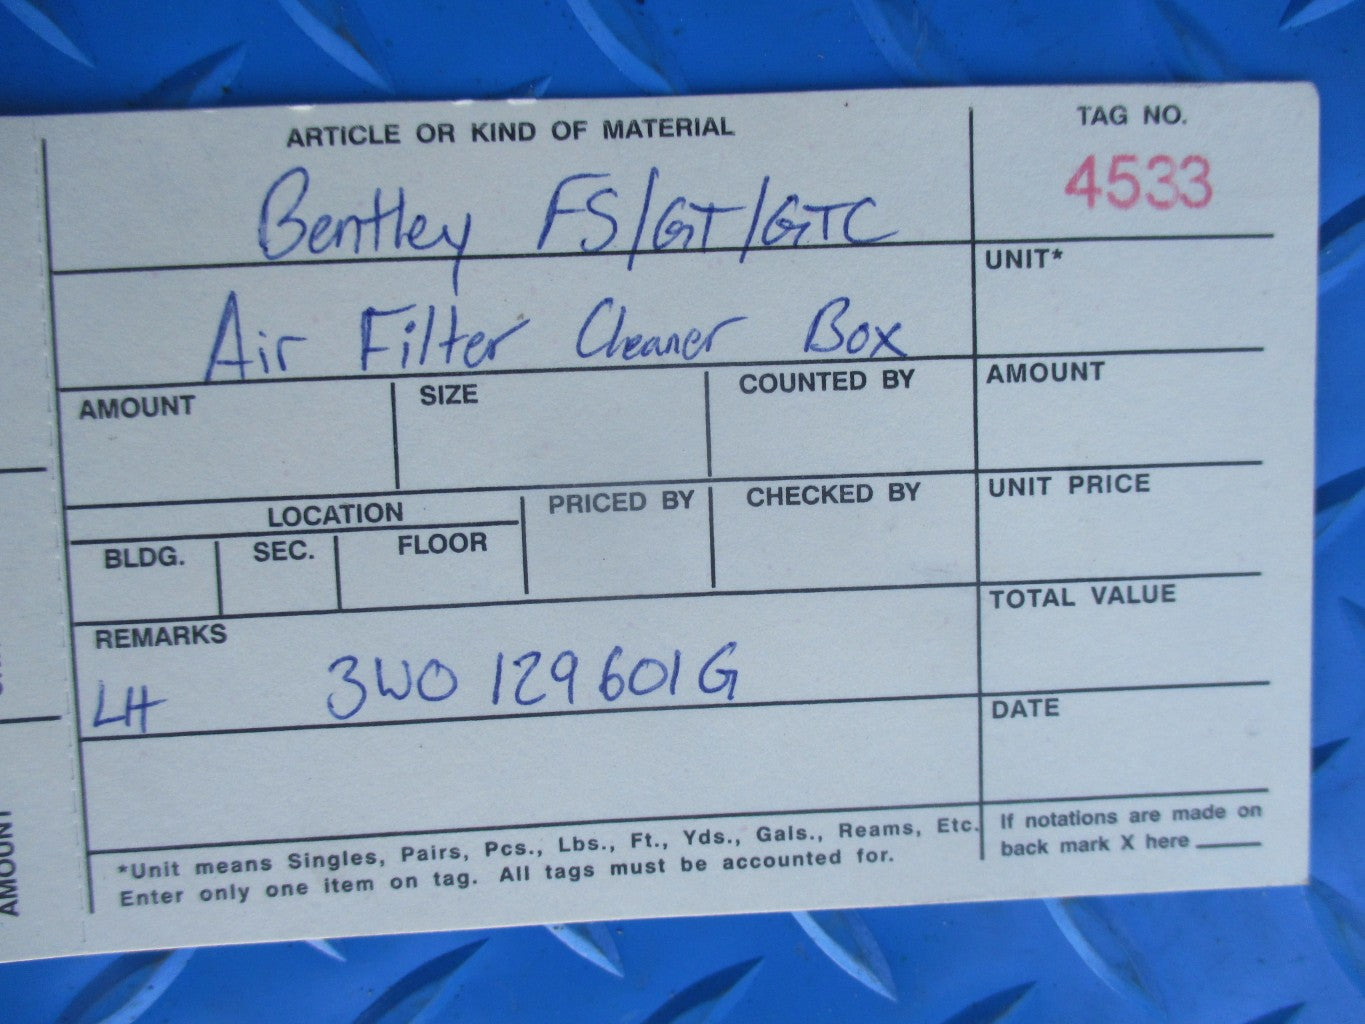 ARTICLE OR KIND OF MATERIAL
Bentley FS/GT/GTC
Air Filter Cleaner Box
TAG NO.
4533
UNIT*
AMOUNT
SIZE
COUNTED BY
AMOUNT
LOCATION
BLDG.
SEC.
FLOOR
PRICED BY
CHECKED BY
UNIT PRICE
TOTAL VALUE
REMARKS
LH 3W0 129 601 G
DATE
*Unit means Singles, Pairs, Pcs., Lbs., Ft., Yds., Gals., Reams, Etc.
Enter only one item on tag. All tags must be accounted for.
If notations are made on
back mark X here
AMOUNT